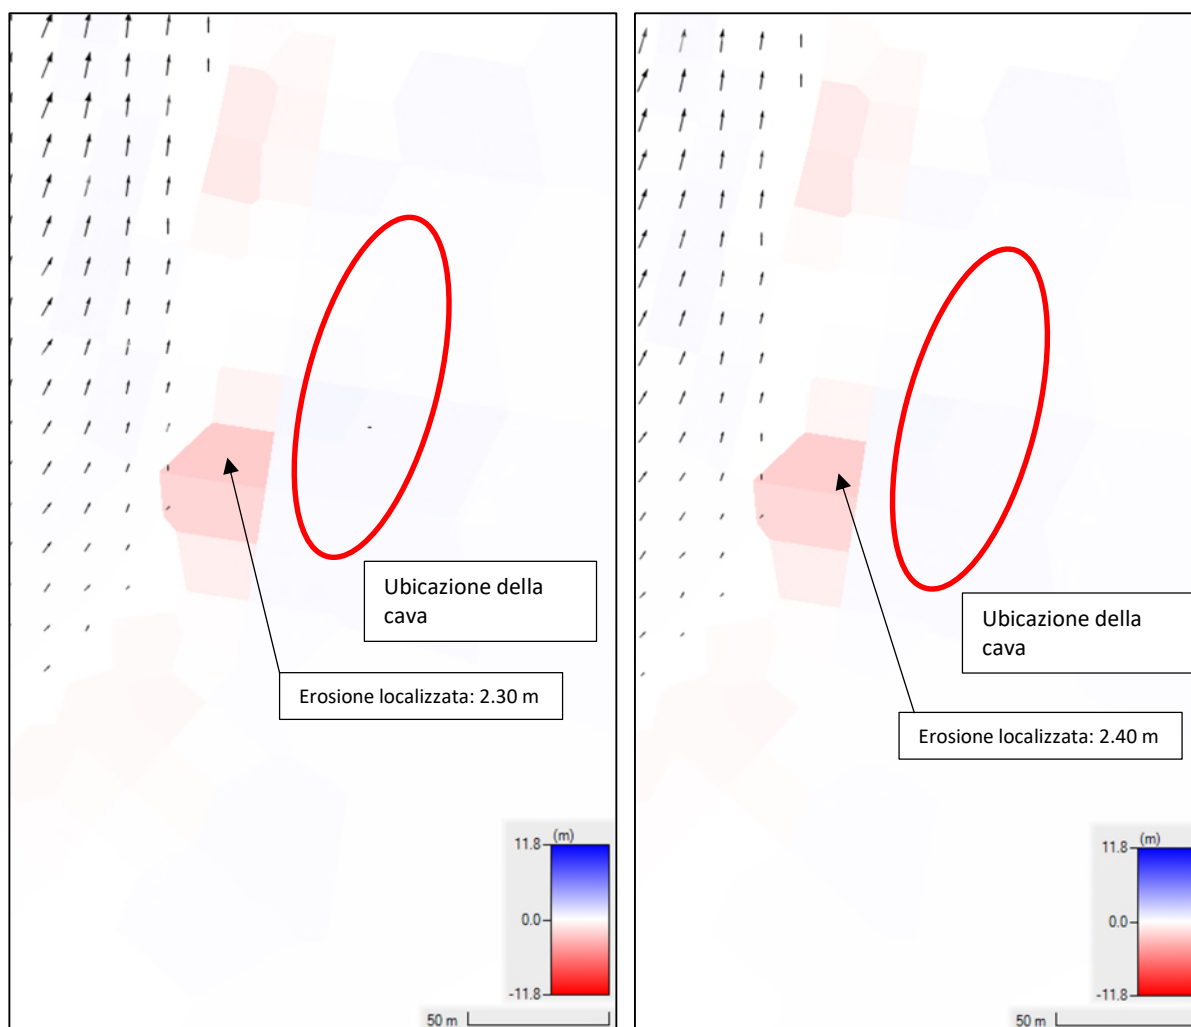 Ubicazione della
cava
Erosione localizzata: 2.30 m
(m)
11.8
0.0
-11.8
50 m
Ubicazione della
cava
Erosione localizzata: 2.40 m
(m)
11.8
0.0
-11.8
50 m